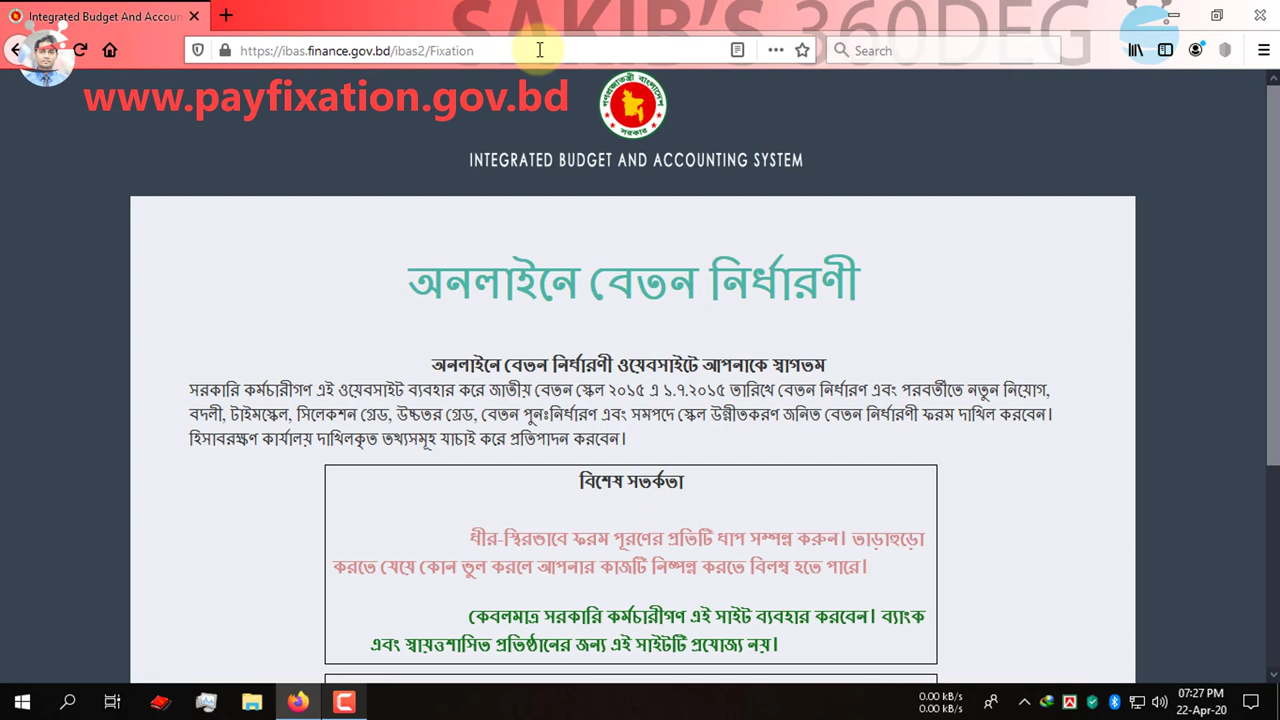 Integrated Budget And Accoun
SAKIB'S 360DEG
https://ibas.finance.gov.bd/ibas2/Fixation
Search
www.payfixation.gov.bd
গণপ্রজাতন্ত্রী বাংলাদেশ
সরকার
INTEGRATED BUDGET AND ACCOUNTING SYSTEM
অনলাইনে বেতন নির্ধারণী
অনলাইনে বেতন নির্ধারণী ওয়েবসাইটে আপনাকে স্বাগতম
সরকারি কর্মচারীগণ এই ওয়েবসাইট ব্যবহার করে জাতীয় বেতন স্কেল ২০১৫ এ ১.৭.২০১৫ তারিখে বেতন নির্ধারণ এবং পরবর্তীতে নতুন নিয়োগ,
বদলী, টাইমস্কেল, সিলেকশন গ্রেড, উচ্চতর গ্রেড, বেতন পুনঃনির্ধারণ এবং সমপদে স্কেল উন্নীতকরণ জনিত বেতন নির্ধারণী ফরম দাখিল করবেন।
হিসাবরক্ষণ কার্যালয় দাখিলকৃত তথ্যসমূহ যাচাই করে প্রতিপাদন করবেন।
বিশেষ সতর্কতা
ধীর-স্থিরভাবে ফরম পূরণের প্রতিটি ধাপ সম্পন্ন করুন। তাড়াহুড়ো
করতে যেয়ে কোন ভুল করলে আপনার কাজটি নিষ্পন্ন করতে বিলম্ব হতে পারে।
কেবলমাত্র সরকারি কর্মচারীগণ এই সাইট ব্যবহার করবেন। ব্যাংক
এবং স্বায়ত্তশাসিত প্রতিষ্ঠানের জন্য এই সাইটটি প্রযোজ্য নয়।
0.00 kB/s
0.00 kB/s
07:27 PM
22-Apr-20